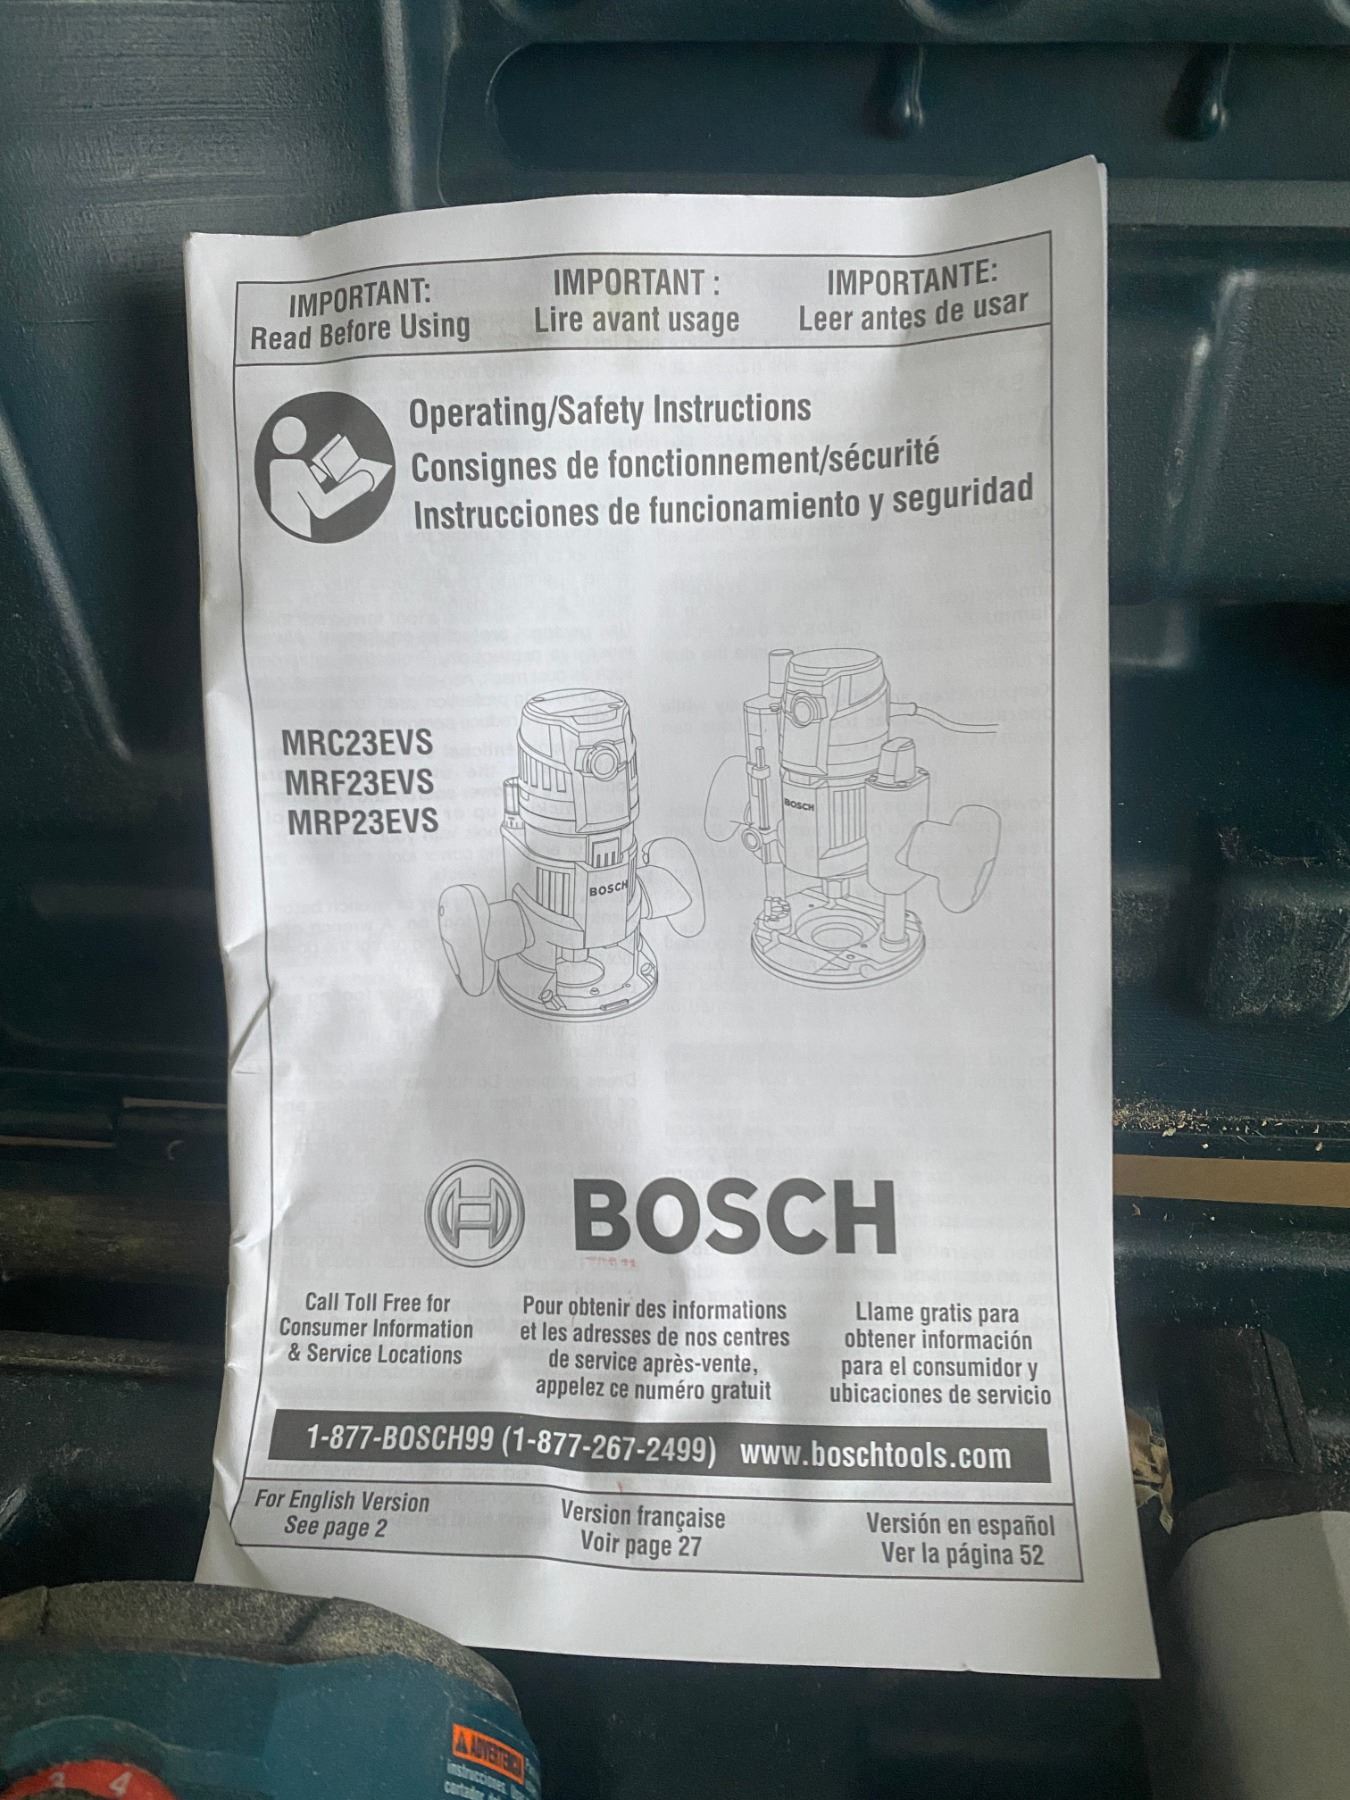 IMPORTANT:
Read Before Using
IMPORTANT :
Lire avant usage
IMPORTANTE:
Leer antes de usar
Operating/Safety Instructions
Consignes de fonctionnement/sécurité
Instrucciones de funcionamiento y seguridad
MRC23EVS
MRF23EVS
MRP23EVS
BOSCH
BOSCH
BOSCH
Call Toll Free for
Consumer Information
& Service Locations
Pour obtenir des informations
et les adresses de nos centres
de service après-vente,
appelez ce numéro gratuit
Llame gratis para
obtener información
para el consumidor y
ubicaciones de servicio
1-877-BOSCH99 (1-877-267-2499) www.boschtools.com
For English Version
See page 2
Version française
Voir page 27
Versión en español
Ver la página 52
3 4
ADVERTENCIA
instrucciones.
cortador